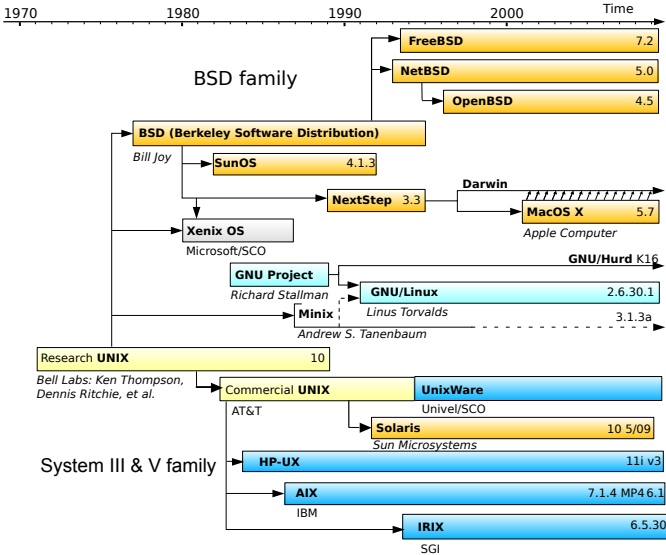 1970 1980 1990 2000 Time
FreeBSD 7.2
BSD family
NetBSD 5.0
OpenBSD 4.5
BSD (Berkeley Software Distribution)
Bill Joy
SunOS 4.1.3
Darwin
NextStep 3.3
MacOS X 5.7
Apple Computer
Xenix OS
Microsoft/SCO
GNU/Hurd K16
GNU Project
Richard Stallman
GNU/Linux 2.6.30.1
Linus Torvalds
Minix 3.1.3a
Andrew S. Tanenbaum
Research UNIX 10
Bell Labs: Ken Thompson,
Dennis Ritchie, et al.
Commercial UNIX UnixWare
AT&T Univel/SCO
Solaris 10 5/09
Sun Microsystems
System III & V family
HP-UX 11i v3
AIX 7.1.4 MP4 6.1
IBM
IRIX 6.5.30
SGI